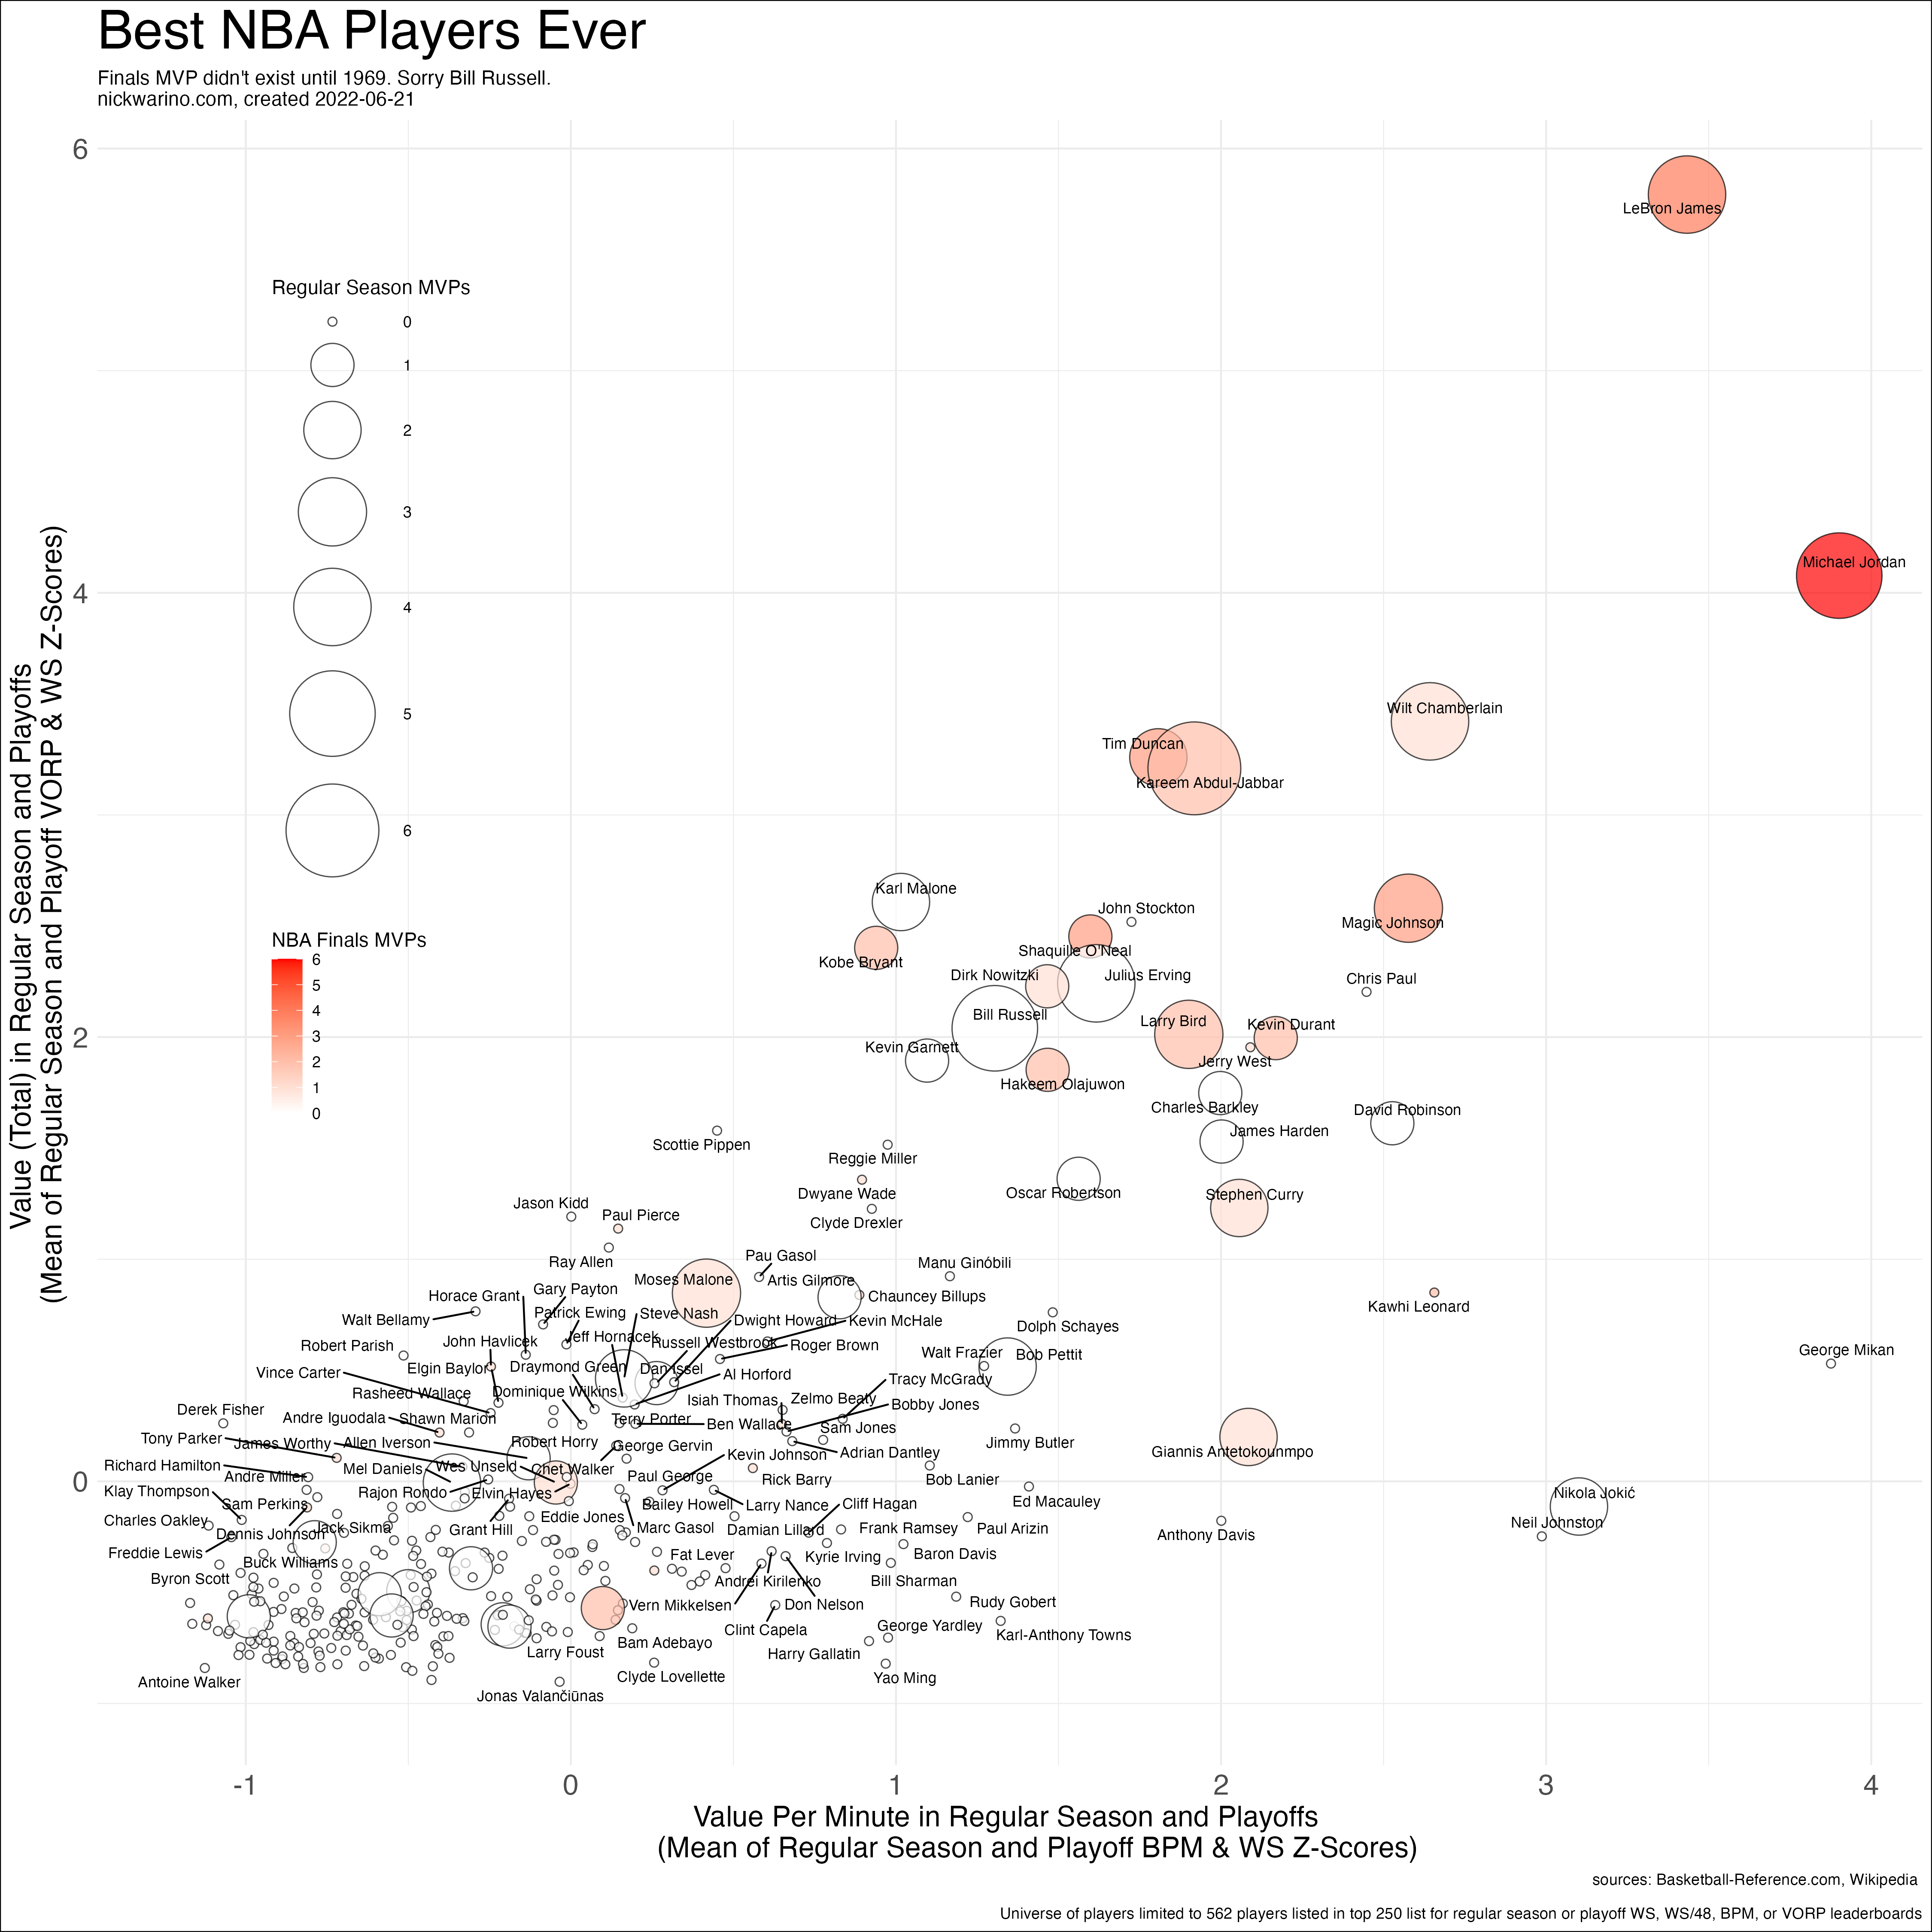 Best NBA Players Ever
Finals MVP didn't exist until 1969. Sorry Bill Russell.
nickwarino.com, created 2022-06-21
Value (Total) in Regular Season and Playoffs
(Mean of Regular Season and Playoff VORP & WS Z-Scores)
6
4
2
0
Regular Season MVPs
0
1
2
3
4
5
6
NBA Finals MVPs
6
5
4
3
2
1
0
LeBron James
Michael Jordan
Wilt Chamberlain
Tim Duncan
Kareem Abdul-Jabbar
Karl Malone
John Stockton
Magic Johnson
Shaquille O'Neal
Kobe Bryant
Dirk Nowitzki
Julius Erving
Chris Paul
Bill Russell
Larry Bird
Kevin Durant
Kevin Garnett
Jerry West
Hakeem Olajuwon
Charles Barkley
David Robinson
James Harden
Scottie Pippen
Reggie Miller
Dwyane Wade
Oscar Robertson
Stephen Curry
Jason Kidd
Paul Pierce
Clyde Drexler
Ray Allen
Pau Gasol
Manu Ginóbili
Moses Malone
Artis Gilmore
Horace Grant
Gary Payton
Chauncey Billups
Kawhi Leonard
Walt Bellamy
Patrick Ewing
Steve Nash
Dwight Howard
Kevin McHale
Dolph Schayes
Robert Parish
John Havlicek
Jeff Hornacek
Russell Westbrook
Roger Brown
Walt Frazier
Bob Pettit
George Mikan
Vince Carter
Elgin Baylor
Draymond Green
Dan Issel
Al Horford
Tracy McGrady
Rasheed Wallace
Dominique Wilkins
Isiah Thomas
Zelmo Beaty
Bobby Jones
Derek Fisher
Andre Iguodala
Shawn Marion
Terry Porter
Ben Wallace
Sam Jones
Tony Parker
James Worthy
Allen Iverson
Robert Horry
George Gervin
Kevin Johnson
Adrian Dantley
Jimmy Butler
Giannis Antetokounmpo
Richard Hamilton
Andre Miller
Mel Daniels
Wes Unseld
Chet Walker
Paul George
Rick Barry
Bob Lanier
Klay Thompson
Sam Perkins
Rajon Rondo
Elvin Hayes
Bailey Howell
Larry Nance
Cliff Hagan
Ed Macauley
Nikola Jokić
Charles Oakley
Dennis Johnson
Jack Sikma
Grant Hill
Eddie Jones
Marc Gasol
Damian Lillard
Frank Ramsey
Paul Arizin
Anthony Davis
Neil Johnston
Freddie Lewis
Buck Williams
Fat Lever
Kyrie Irving
Baron Davis
Byron Scott
Andrei Kirilenko
Bill Sharman
Vern Mikkelsen
Don Nelson
Rudy Gobert
Clint Capela
George Yardley
Karl-Anthony Towns
Larry Foust
Bam Adebayo
Harry Gallatin
Antoine Walker
Clyde Lovellette
Yao Ming
Jonas Valančiūnas
-1
0
1
2
3
4
Value Per Minute in Regular Season and Playoffs
(Mean of Regular Season and Playoff BPM & WS Z-Scores)
sources: Basketball-Reference.com, Wikipedia
Universe of players limited to 562 players listed in top 250 list for regular season or playoff WS, WS/48, BPM, or VORP leaderboards